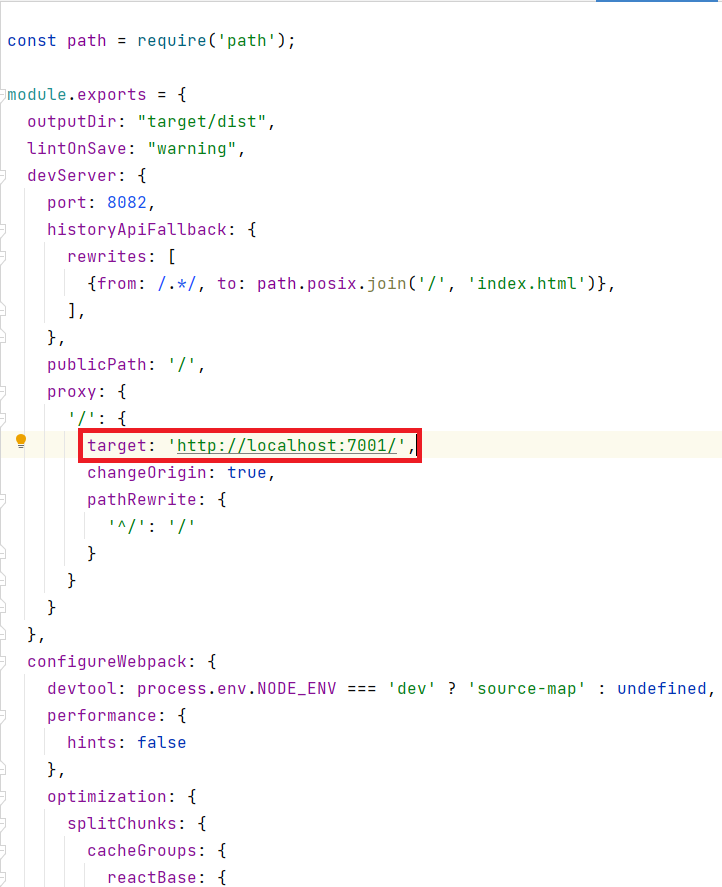 const path = require('path');
module.exports = {
outputDir: "target/dist",
lintOnSave: "warning",
devServer: {
port: 8082,
historyApiFallback: {
rewrites: [
{from: /.*/, to: path.posix.join('/', 'index.html')},
],
},
publicPath: '/',
proxy: {
'/': {
target: 'http://localhost:7001/',
changeOrigin: true,
pathRewrite: {
'^/': '/'
}
}
}
},
configureWebpack: {
devtool: process.env.NODE_ENV === 'dev' ? 'source-map' : undefined,
performance: {
hints: false
},
optimization: {
splitChunks: {
cacheGroups: {
reactBase: {